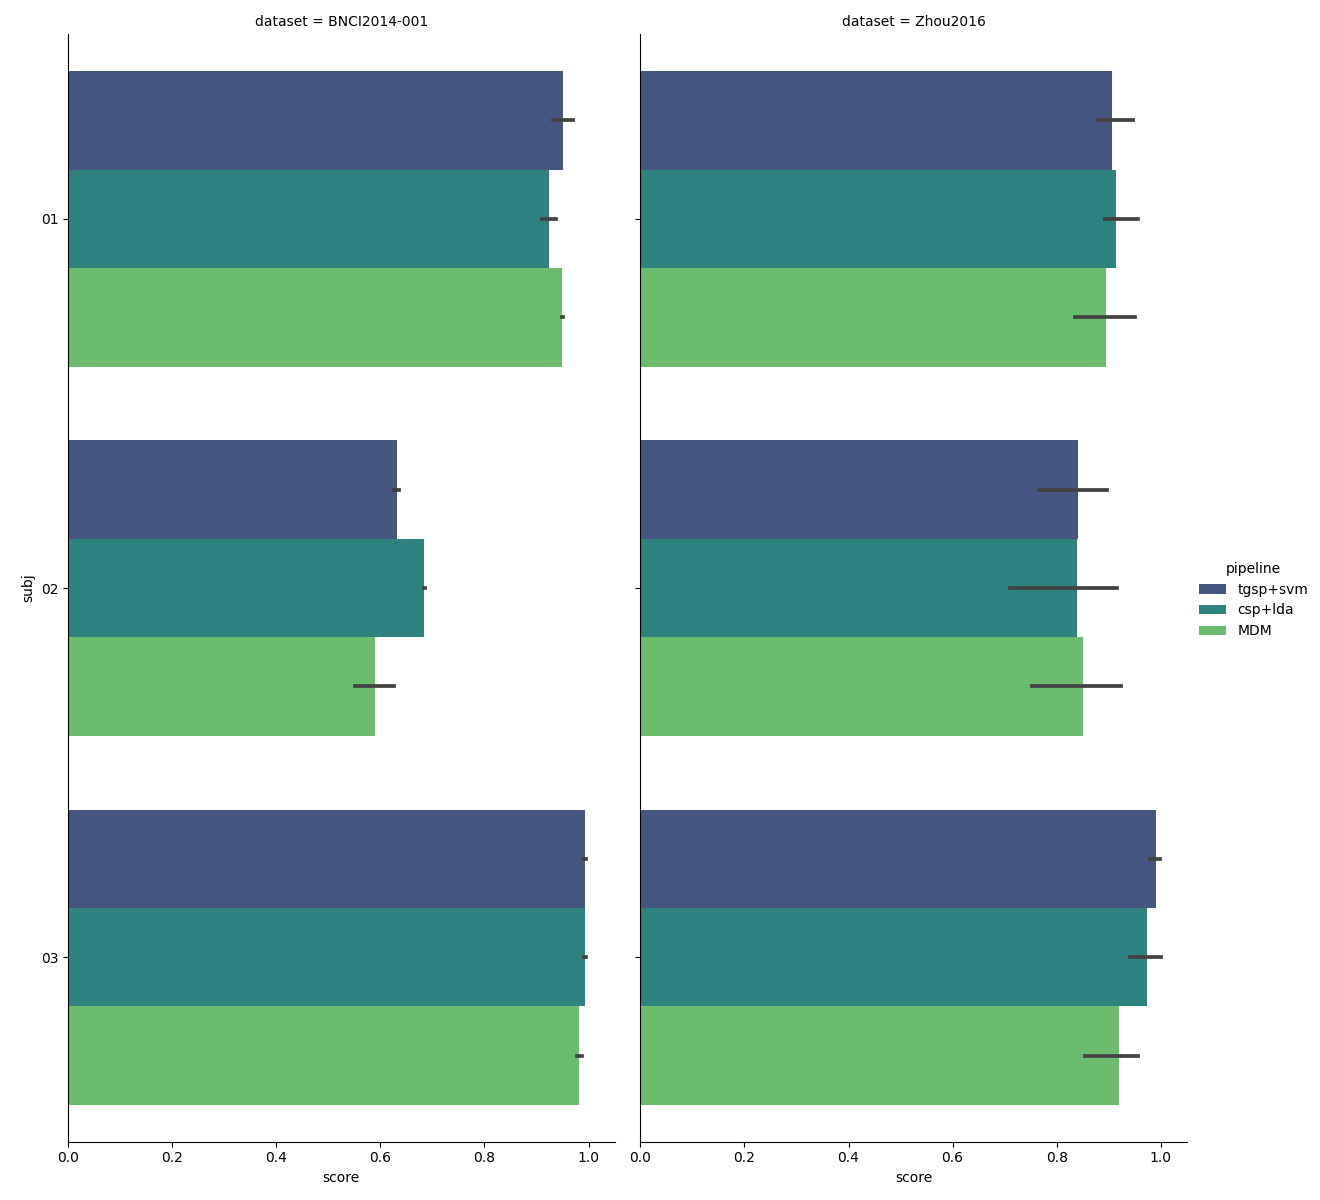 dataset = BNCI2014-001
dataset = Zhou2016
subj
01
02
03
0.0 0.2 0.4 0.6 0.8 1.0
score
0.0 0.2 0.4 0.6 0.8 1.0
score
pipeline
tgsp+svm
csp+lda
MDM